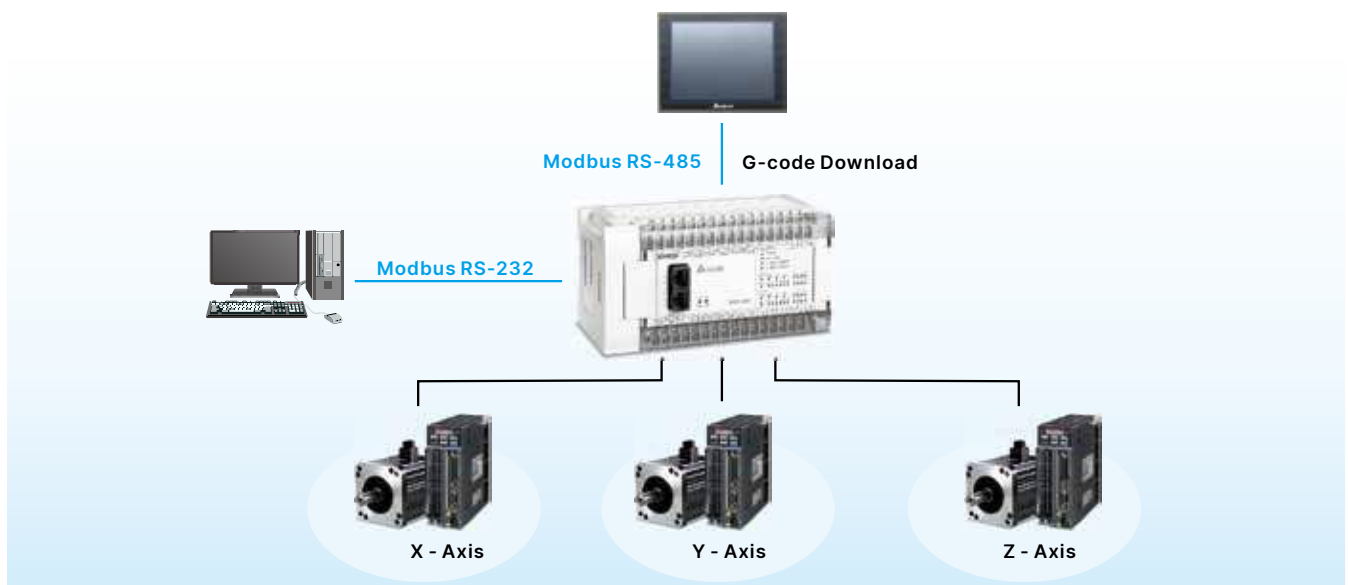 Modbus RS-485
G-code Download
Modbus RS-232
X - Axis
Y - Axis
Z - Axis